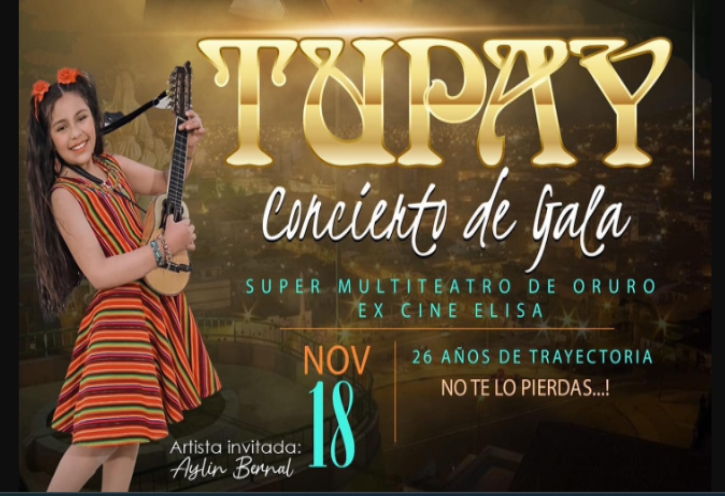 TUPAY
Concierto de Gala
SUPER MULTITEATRO DE ORURO
EX CINE ELISA
NOV
18
26 AÑOS DE TRAYECTORIA
NO TE LO PIERDAS...!
Artista invitada:
Aylin Bernal